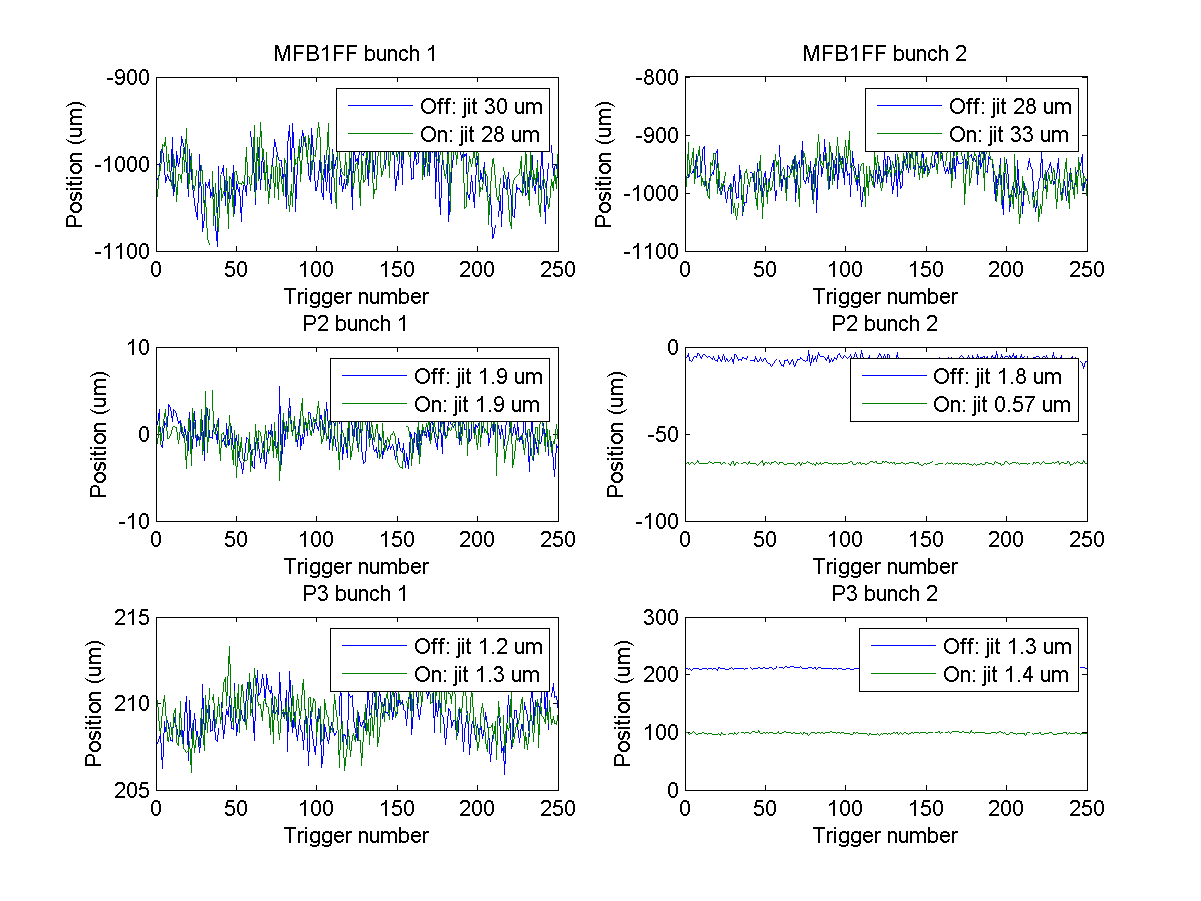 MFB1FF bunch 1
-900
-1000
-1100
Position (um)
Off: jit 30 um
On: jit 28 um
0 50 100 150 200 250
Trigger number
MFB1FF bunch 2
-800
-900
-1000
-1100
Position (um)
Off: jit 28 um
On: jit 33 um
0 50 100 150 200 250
Trigger number
P2 bunch 1
10
0
-10
Position (um)
Off: jit 1.9 um
On: jit 1.9 um
0 50 100 150 200 250
Trigger number
P2 bunch 2
0
-50
-100
Position (um)
Off: jit 1.8 um
On: jit 0.57 um
0 50 100 150 200 250
Trigger number
P3 bunch 1
215
210
205
Position (um)
Off: jit 1.2 um
On: jit 1.3 um
0 50 100 150 200 250
Trigger number
P3 bunch 2
300
200
100
0
Position (um)
Off: jit 1.3 um
On: jit 1.4 um
0 50 100 150 200 250
Trigger number